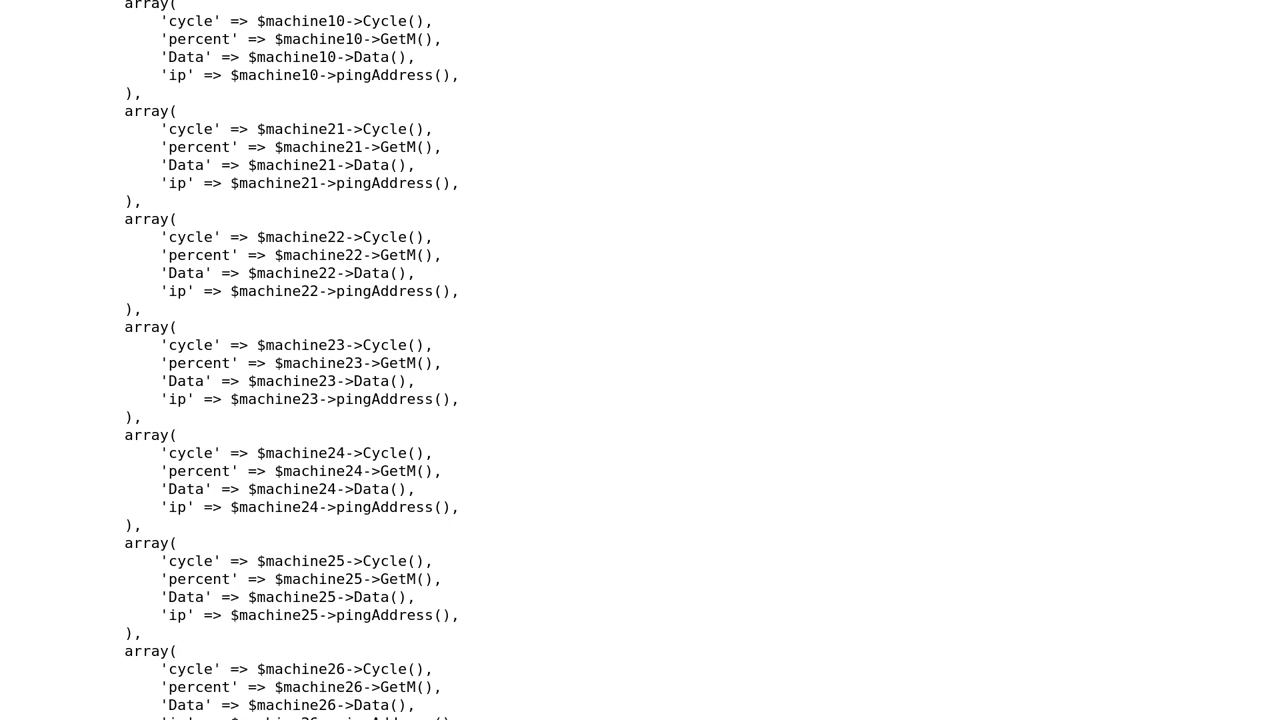 array(
'cycle' => $machine10->Cycle(),
'percent' => $machine10->GetM(),
'Data' => $machine10->Data(),
'ip' => $machine10->pingAddress(),
),
array(
'cycle' => $machine21->Cycle(),
'percent' => $machine21->GetM(),
'Data' => $machine21->Data(),
'ip' => $machine21->pingAddress(),
),
array(
'cycle' => $machine22->Cycle(),
'percent' => $machine22->GetM(),
'Data' => $machine22->Data(),
'ip' => $machine22->pingAddress(),
),
array(
'cycle' => $machine23->Cycle(),
'percent' => $machine23->GetM(),
'Data' => $machine23->Data(),
'ip' => $machine23->pingAddress(),
),
array(
'cycle' => $machine24->Cycle(),
'percent' => $machine24->GetM(),
'Data' => $machine24->Data(),
'ip' => $machine24->pingAddress(),
),
array(
'cycle' => $machine25->Cycle(),
'percent' => $machine25->GetM(),
'Data' => $machine25->Data(),
'ip' => $machine25->pingAddress(),
),
array(
'cycle' => $machine26->Cycle(),
'percent' => $machine26->GetM(),
'Data' => $machine26->Data(),